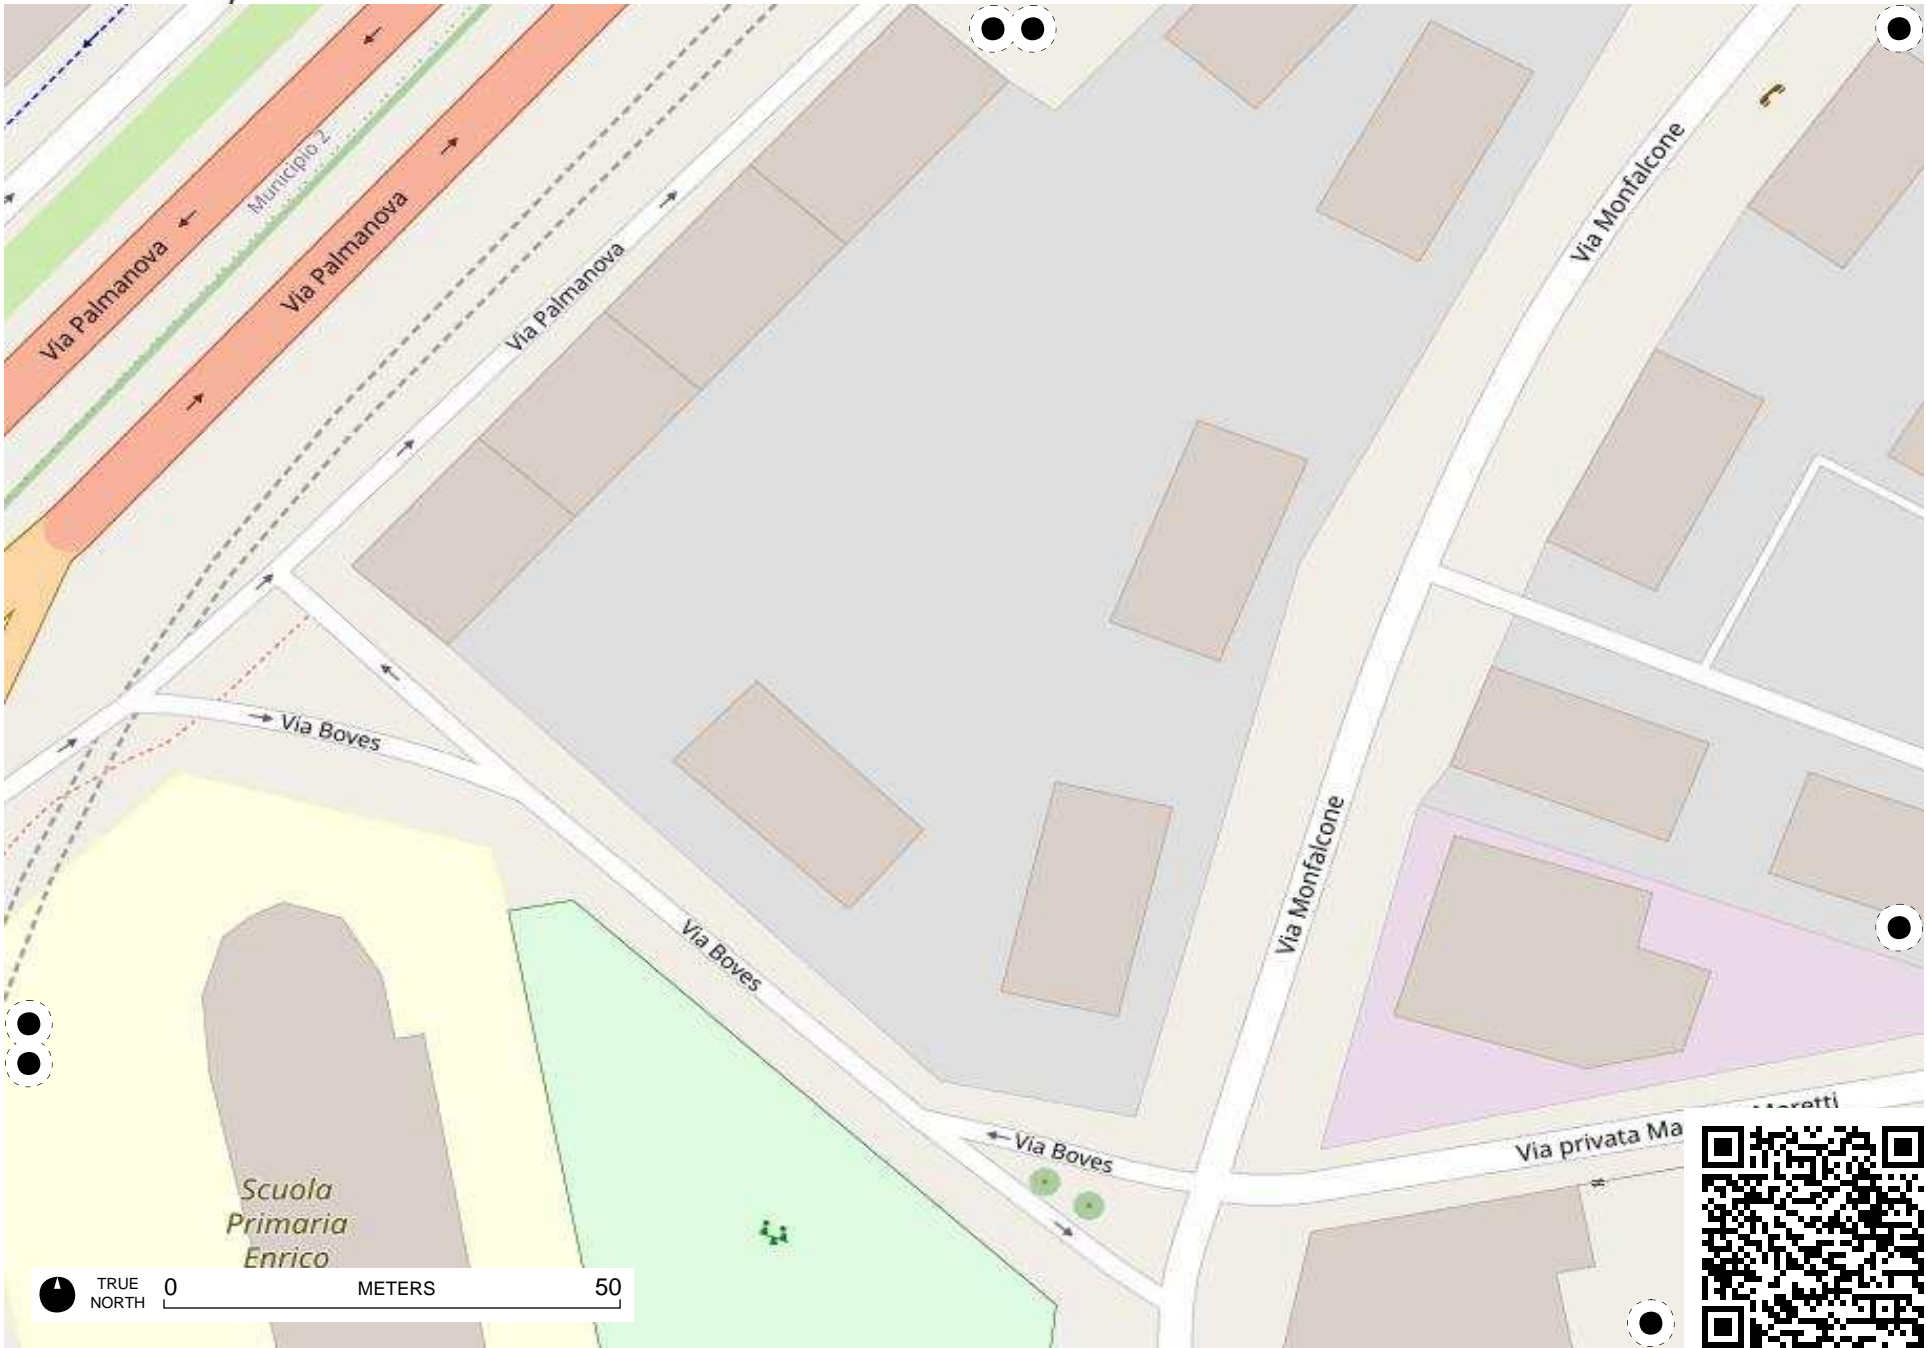 Municipio 2
Via Palmanova
Via Palmanova
Via Palmanova
Via Monfalcone
Via Boves
Via Monfalcone
Via Boves
Via Boves
Via privata Ma
Moretti
Scuola
Primaria
Enrico
TRUE
NORTH
0
METERS
50